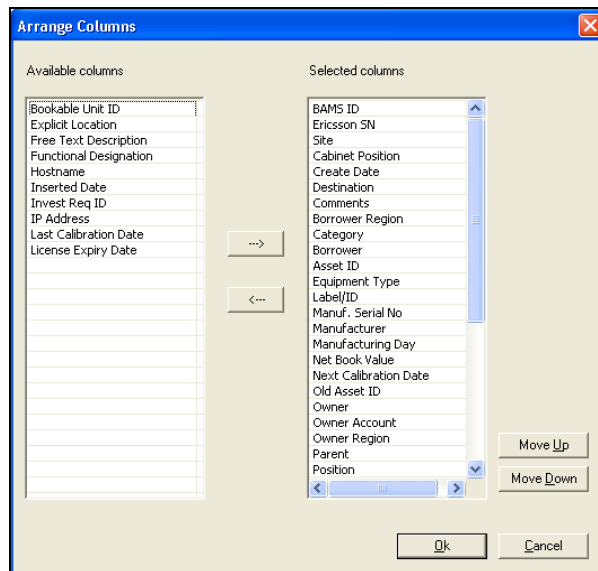 Arrange Columns
Available columns
Selected columns
Bookable Unit ID
Explicit Location
Free Text Description
Functional Designation
Hostname
Inserted Date
Invest Req ID
IP Address
Last Calibration Date
License Expiry Date
--->
<---
BAMS ID
Ericsson SN
Site
Cabinet Position
Create Date
Destination
Comments
Borrower Region
Category
Borrower
Asset ID
Equipment Type
Label/ID
Manuf. Serial No
Manufacturer
Manufacturing Day
Net Book Value
Next Calibration Date
Old Asset ID
Owner
Owner Account
Owner Region
Parent
Position
Move Up
Move Down
Ok
Cancel